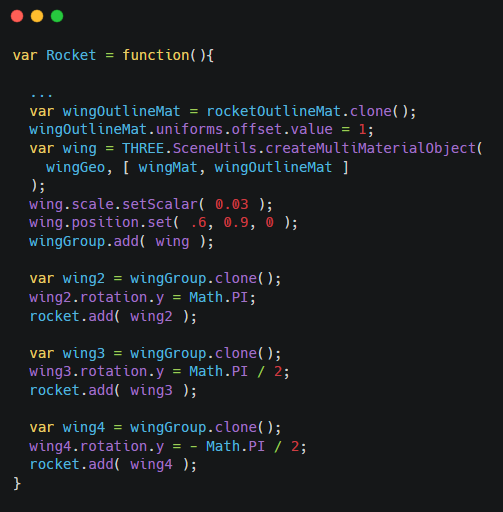 var Rocket = function(){
...
var wingOutlineMat = rocketOutlineMat.clone();
wingOutlineMat.uniforms.offset.value = 1;
var wing = THREE.SceneUtils.createMultiMaterialObject(
wingGeo, [ wingMat, wingOutlineMat ]
);
wing.scale.setScalar( 0.03 );
wing.position.set( .6, 0.9, 0 );
wingGroup.add( wing );
var wing2 = wingGroup.clone();
wing2.rotation.y = Math.PI;
rocket.add( wing2 );
var wing3 = wingGroup.clone();
wing3.rotation.y = Math.PI / 2;
rocket.add( wing3 );
var wing4 = wingGroup.clone();
wing4.rotation.y = - Math.PI / 2;
rocket.add( wing4 );
}